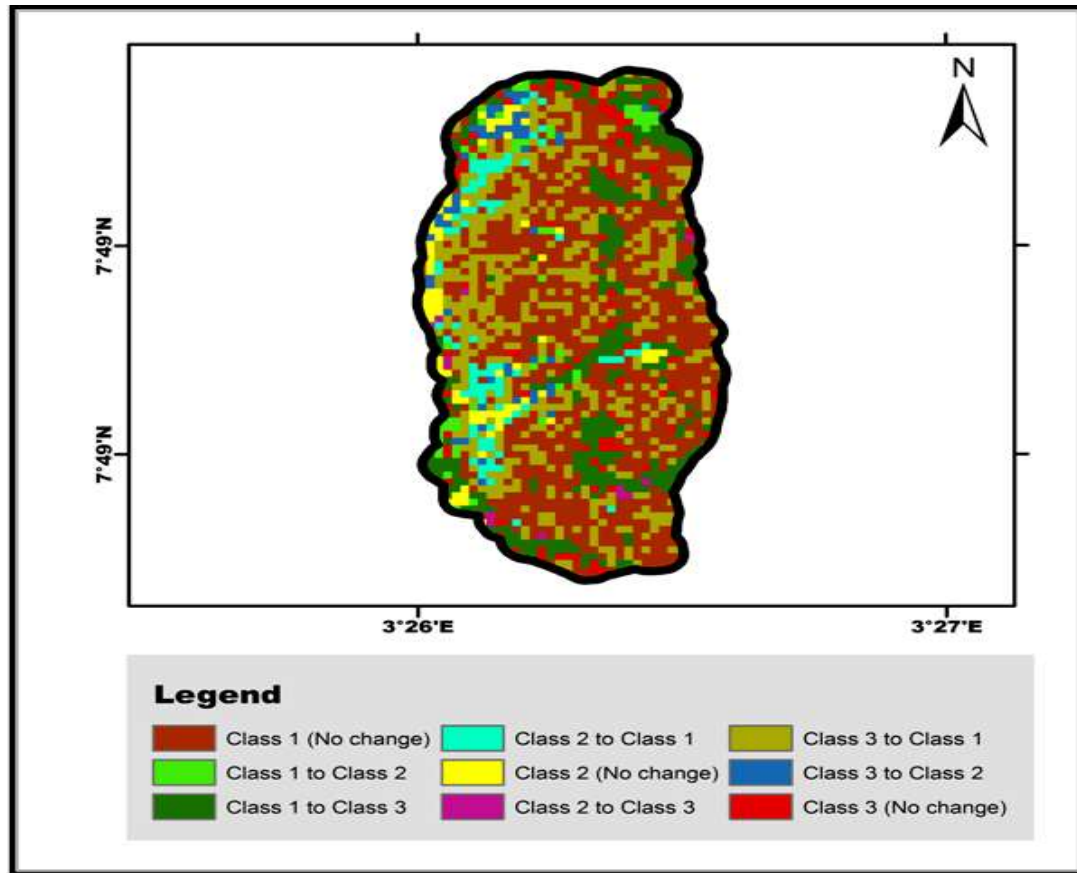 N
7°49'N
7°49'N
3°26'E
3°27'E
Legend
Class 1 (No change)
Class 2 to Class 1
Class 3 to Class 1
Class 1 to Class 2
Class 2 (No change)
Class 3 to Class 2
Class 1 to Class 3
Class 2 to Class 3
Class 3 (No change)